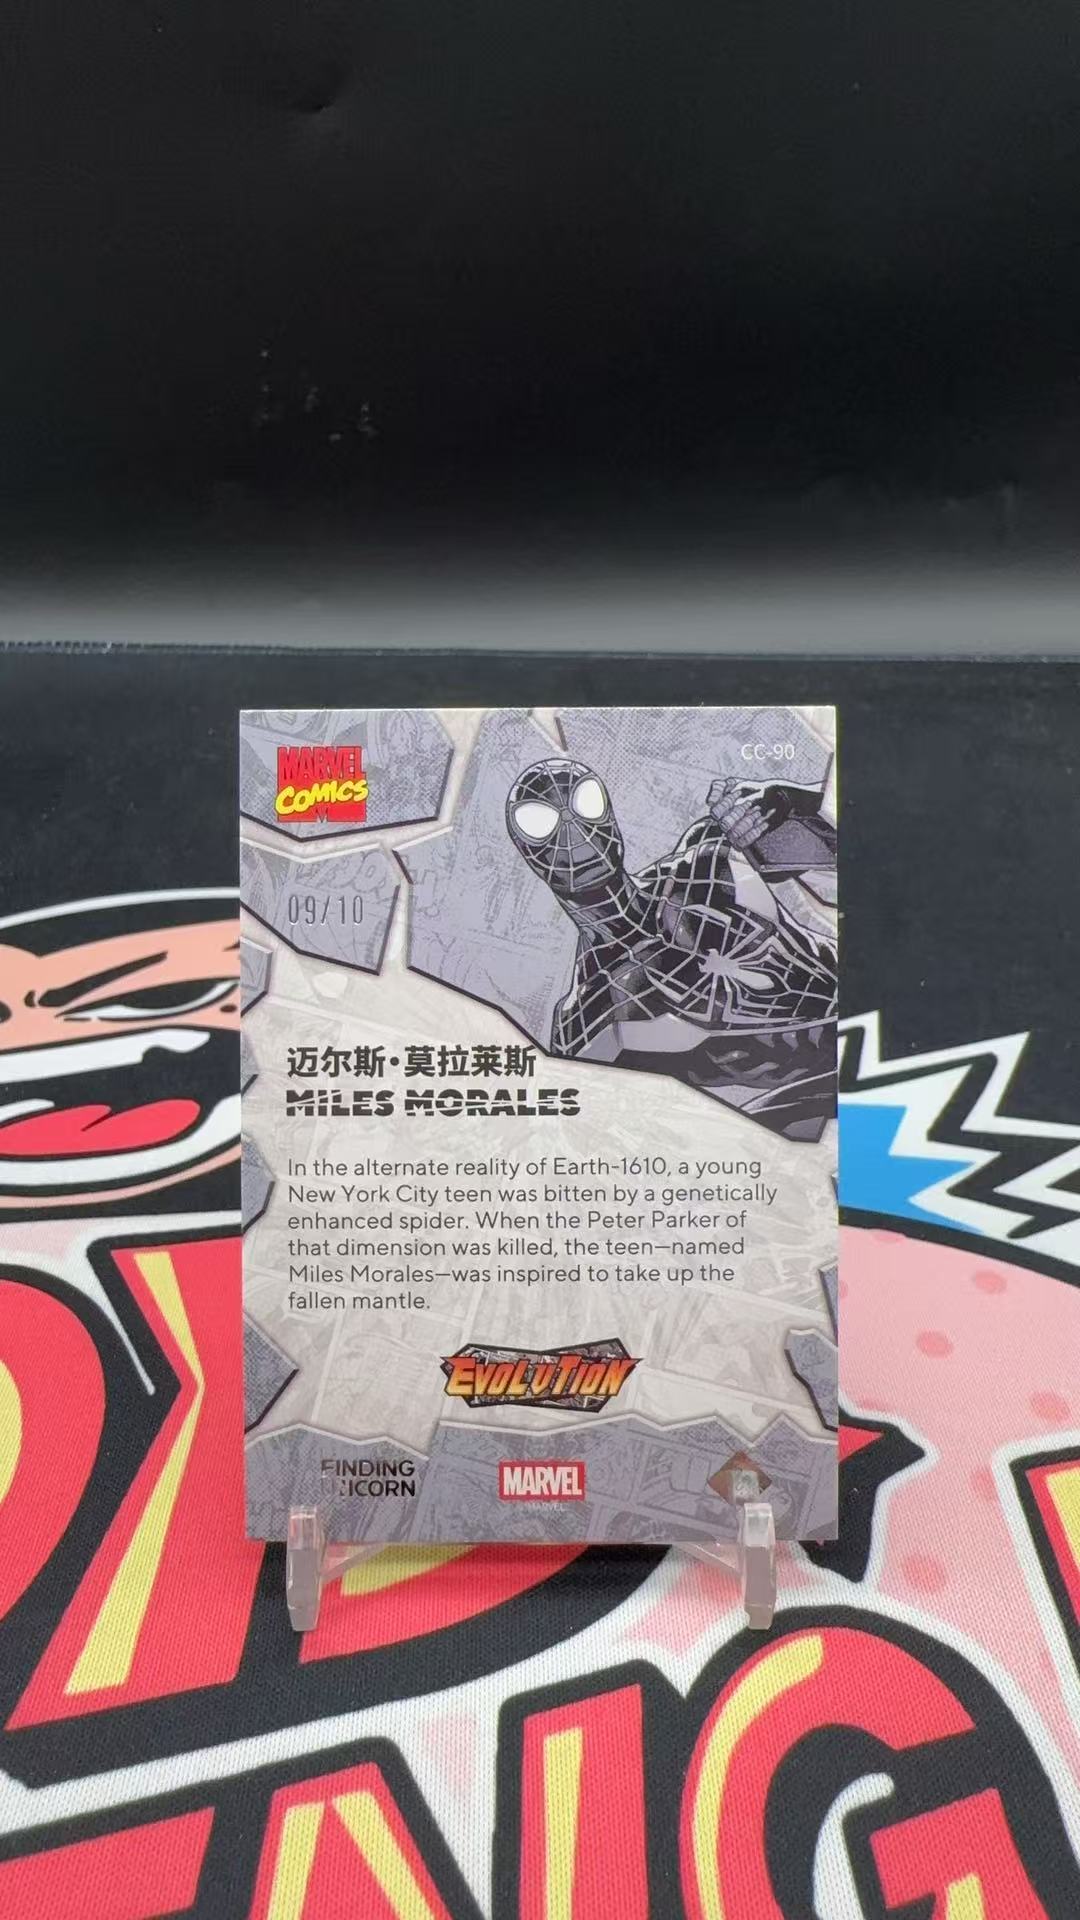 MARVEL
COMICS
CC-90
09/10
迈尔斯·莫拉莱斯
MILES MORALES
In the alternate reality of Earth-1610, a young
New York City teen was bitten by a genetically
enhanced spider. When the Peter Parker of
that dimension was killed, the teen—named
Miles Morales—was inspired to take up the
fallen mantle.
EVOLUTION
FINDING
UNICORN
MARVEL
© MARVEL